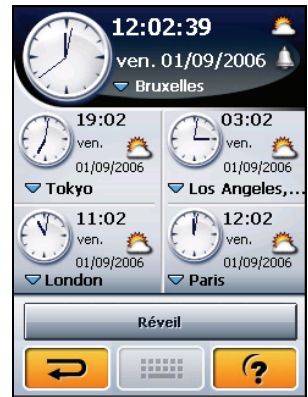 12:02:39
ven. 01/09/2006
Bruxelles
19:02
ven.
01/09/2006
Tokyo
03:02
ven.
01/09/2006
Los Angeles,...
11:02
ven.
01/09/2006
London
12:02
ven.
01/09/2006
Paris
Réveil
?